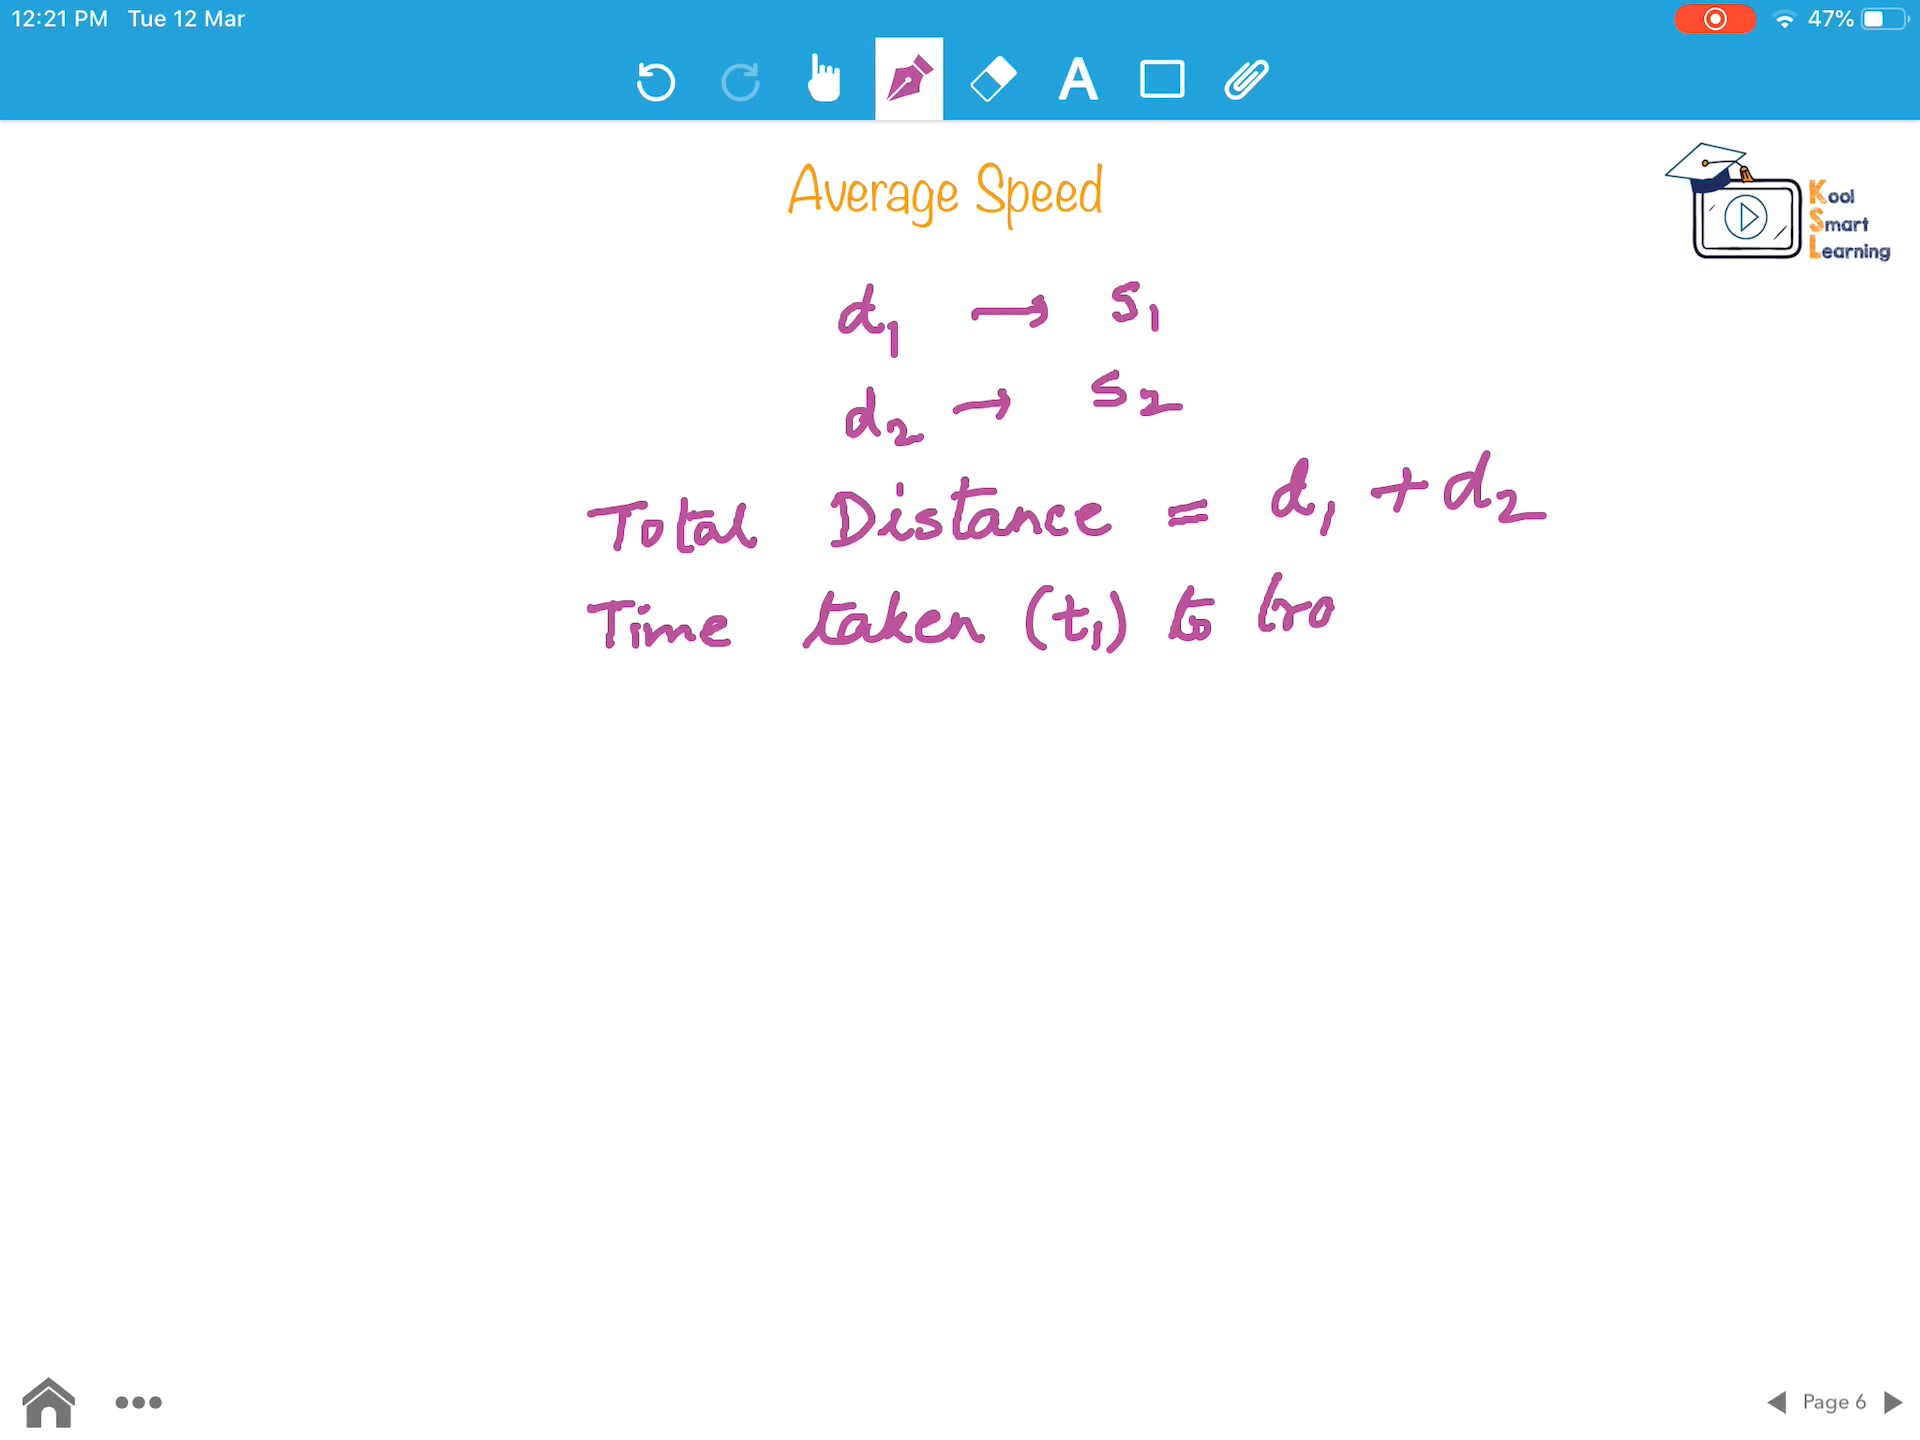 12:21 PM Tue 12 Mar 47%
A
Average Speed
Kool
Smart
Learning
d₁ → S₁
d₂ → S₂
Total Distance = d₁ + d₂
Time taken (t₁) to tra
Page 6